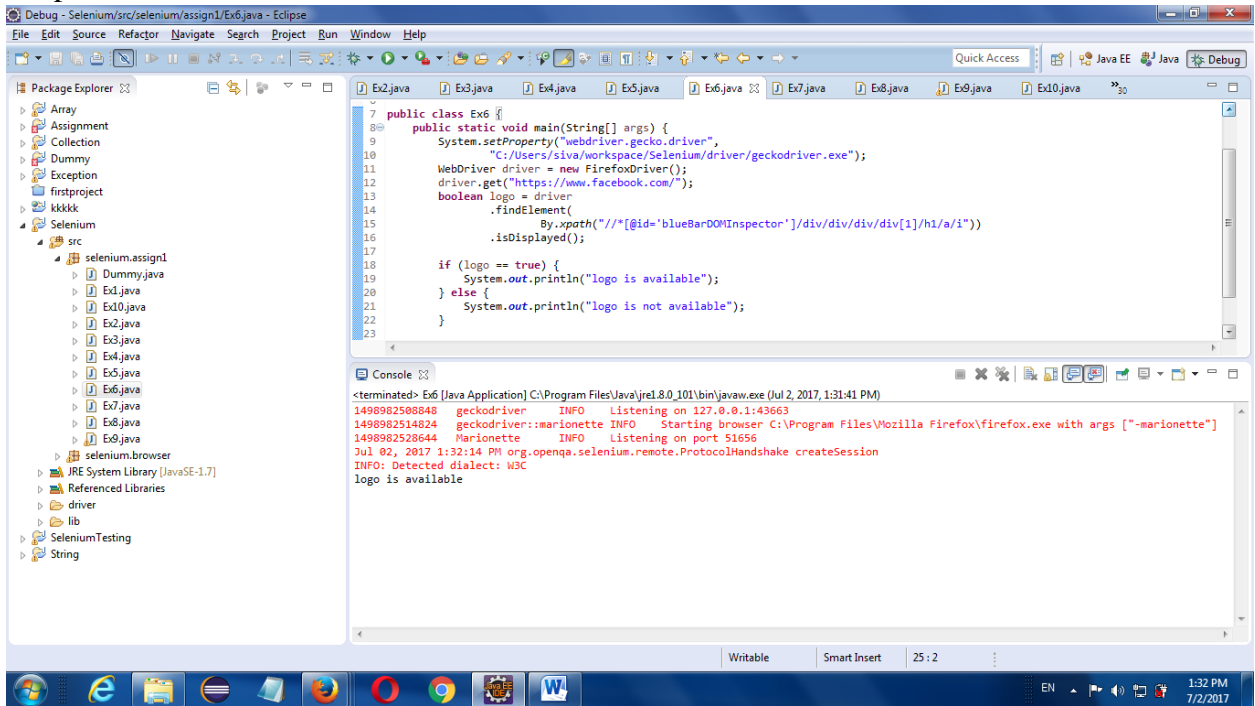 Debug - Selenium/src/selenium/assign1/Ex6.java - Eclipse
File Edit Source Refactor Navigate Search Project Run Window Help
Quick Access Java EE Java Debug
Package Explorer
Array
Assignment
Collection
Dummy
Exception
firstproject
kkkkk
Selenium
src
selenium.assign1
Dummy.java
Ex1.java
Ex10.java
Ex2.java
Ex3.java
Ex4.java
Ex5.java
Ex6.java
Ex7.java
Ex8.java
Ex9.java
selenium.browser
JRE System Library [JavaSE-1.7]
Referenced Libraries
driver
lib
SeleniumTesting
String
Ex2.java Ex3.java Ex4.java Ex5.java Ex6.java Ex7.java Ex8.java Ex9.java Ex10.java »30
7 public class Ex6 {
8 public static void main(String[] args) {
9 System.setProperty("webdriver.gecko.driver",
10 "C:/Users/siva/workspace/Selenium/driver/geckodriver.exe");
11 WebDriver driver = new FirefoxDriver();
12 driver.get("https://www.facebook.com/");
13 boolean logo = driver
14 .findElement(
15 By.xpath("//*[@id='blueBarDOMInspector']/div/div/div/div[1]/h1/a/i"))
16 .isDisplayed();
17
18 if (logo == true) {
19 System.out.println("logo is available");
20 } else {
21 System.out.println("logo is not available");
22 }
23
Console
<terminated> Ex6 [Java Application] C:\Program Files\Java\jre1.8.0_101\bin\javaw.exe (Jul 2, 2017, 1:31:41 PM)
1498982508848 geckodriver INFO Listening on 127.0.0.1:43663
1498982514824 geckodriver::marionette INFO Starting browser C:\Program Files\Mozilla Firefox\firefox.exe with args ["-marionette"]
1498982528644 Marionette INFO Listening on port 51656
Jul 02, 2017 1:32:14 PM org.openqa.selenium.remote.ProtocolHandshake createSession
INFO: Detected dialect: W3C
logo is available
Writable Smart Insert 25 : 2
EN 1:32 PM
7/2/2017